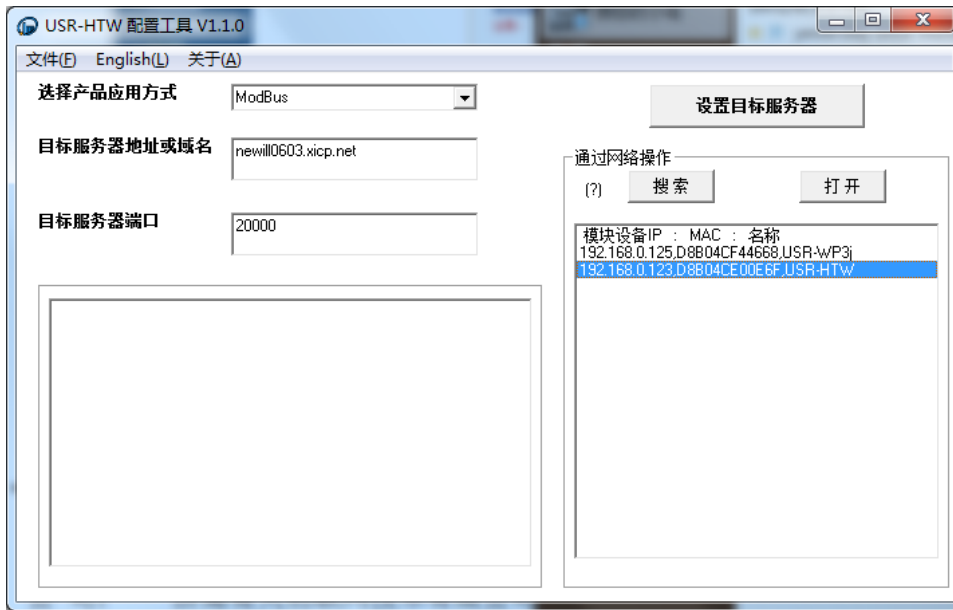 USR-HTW 配置工具 V1.1.0
文件(F) English(L) 关于(A)
选择产品应用方式
ModBus
设置目标服务器
目标服务器地址或域名
newill0603.xicp.net
通过网络操作
(?) 搜索 打开
目标服务器端口
20000
模块设备IP : MAC : 名称
192.168.0.125,D8B04CF44668,USR-WP3j
192.168.0.123,D8B04CE00E6F,USR-HTW